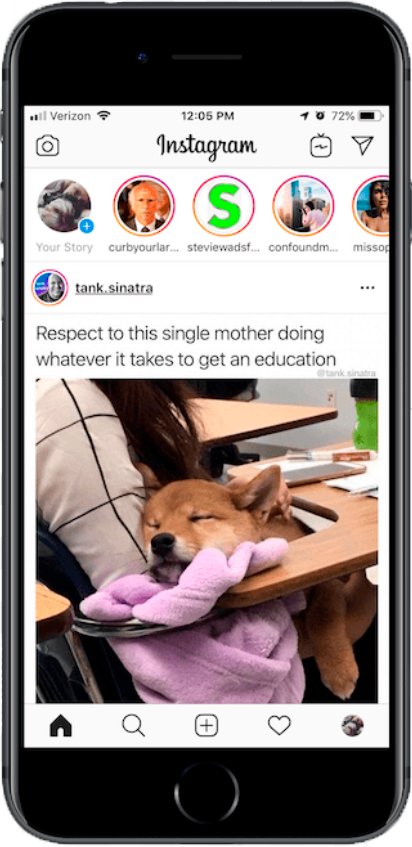 Verizon 12:05 PM 72%
Instagram
Your Story curbyourlar... steviewadsf... confoundm... missop
tank.sinatra
Respect to this single mother doing
whatever it takes to get an education
@tank.sinatra